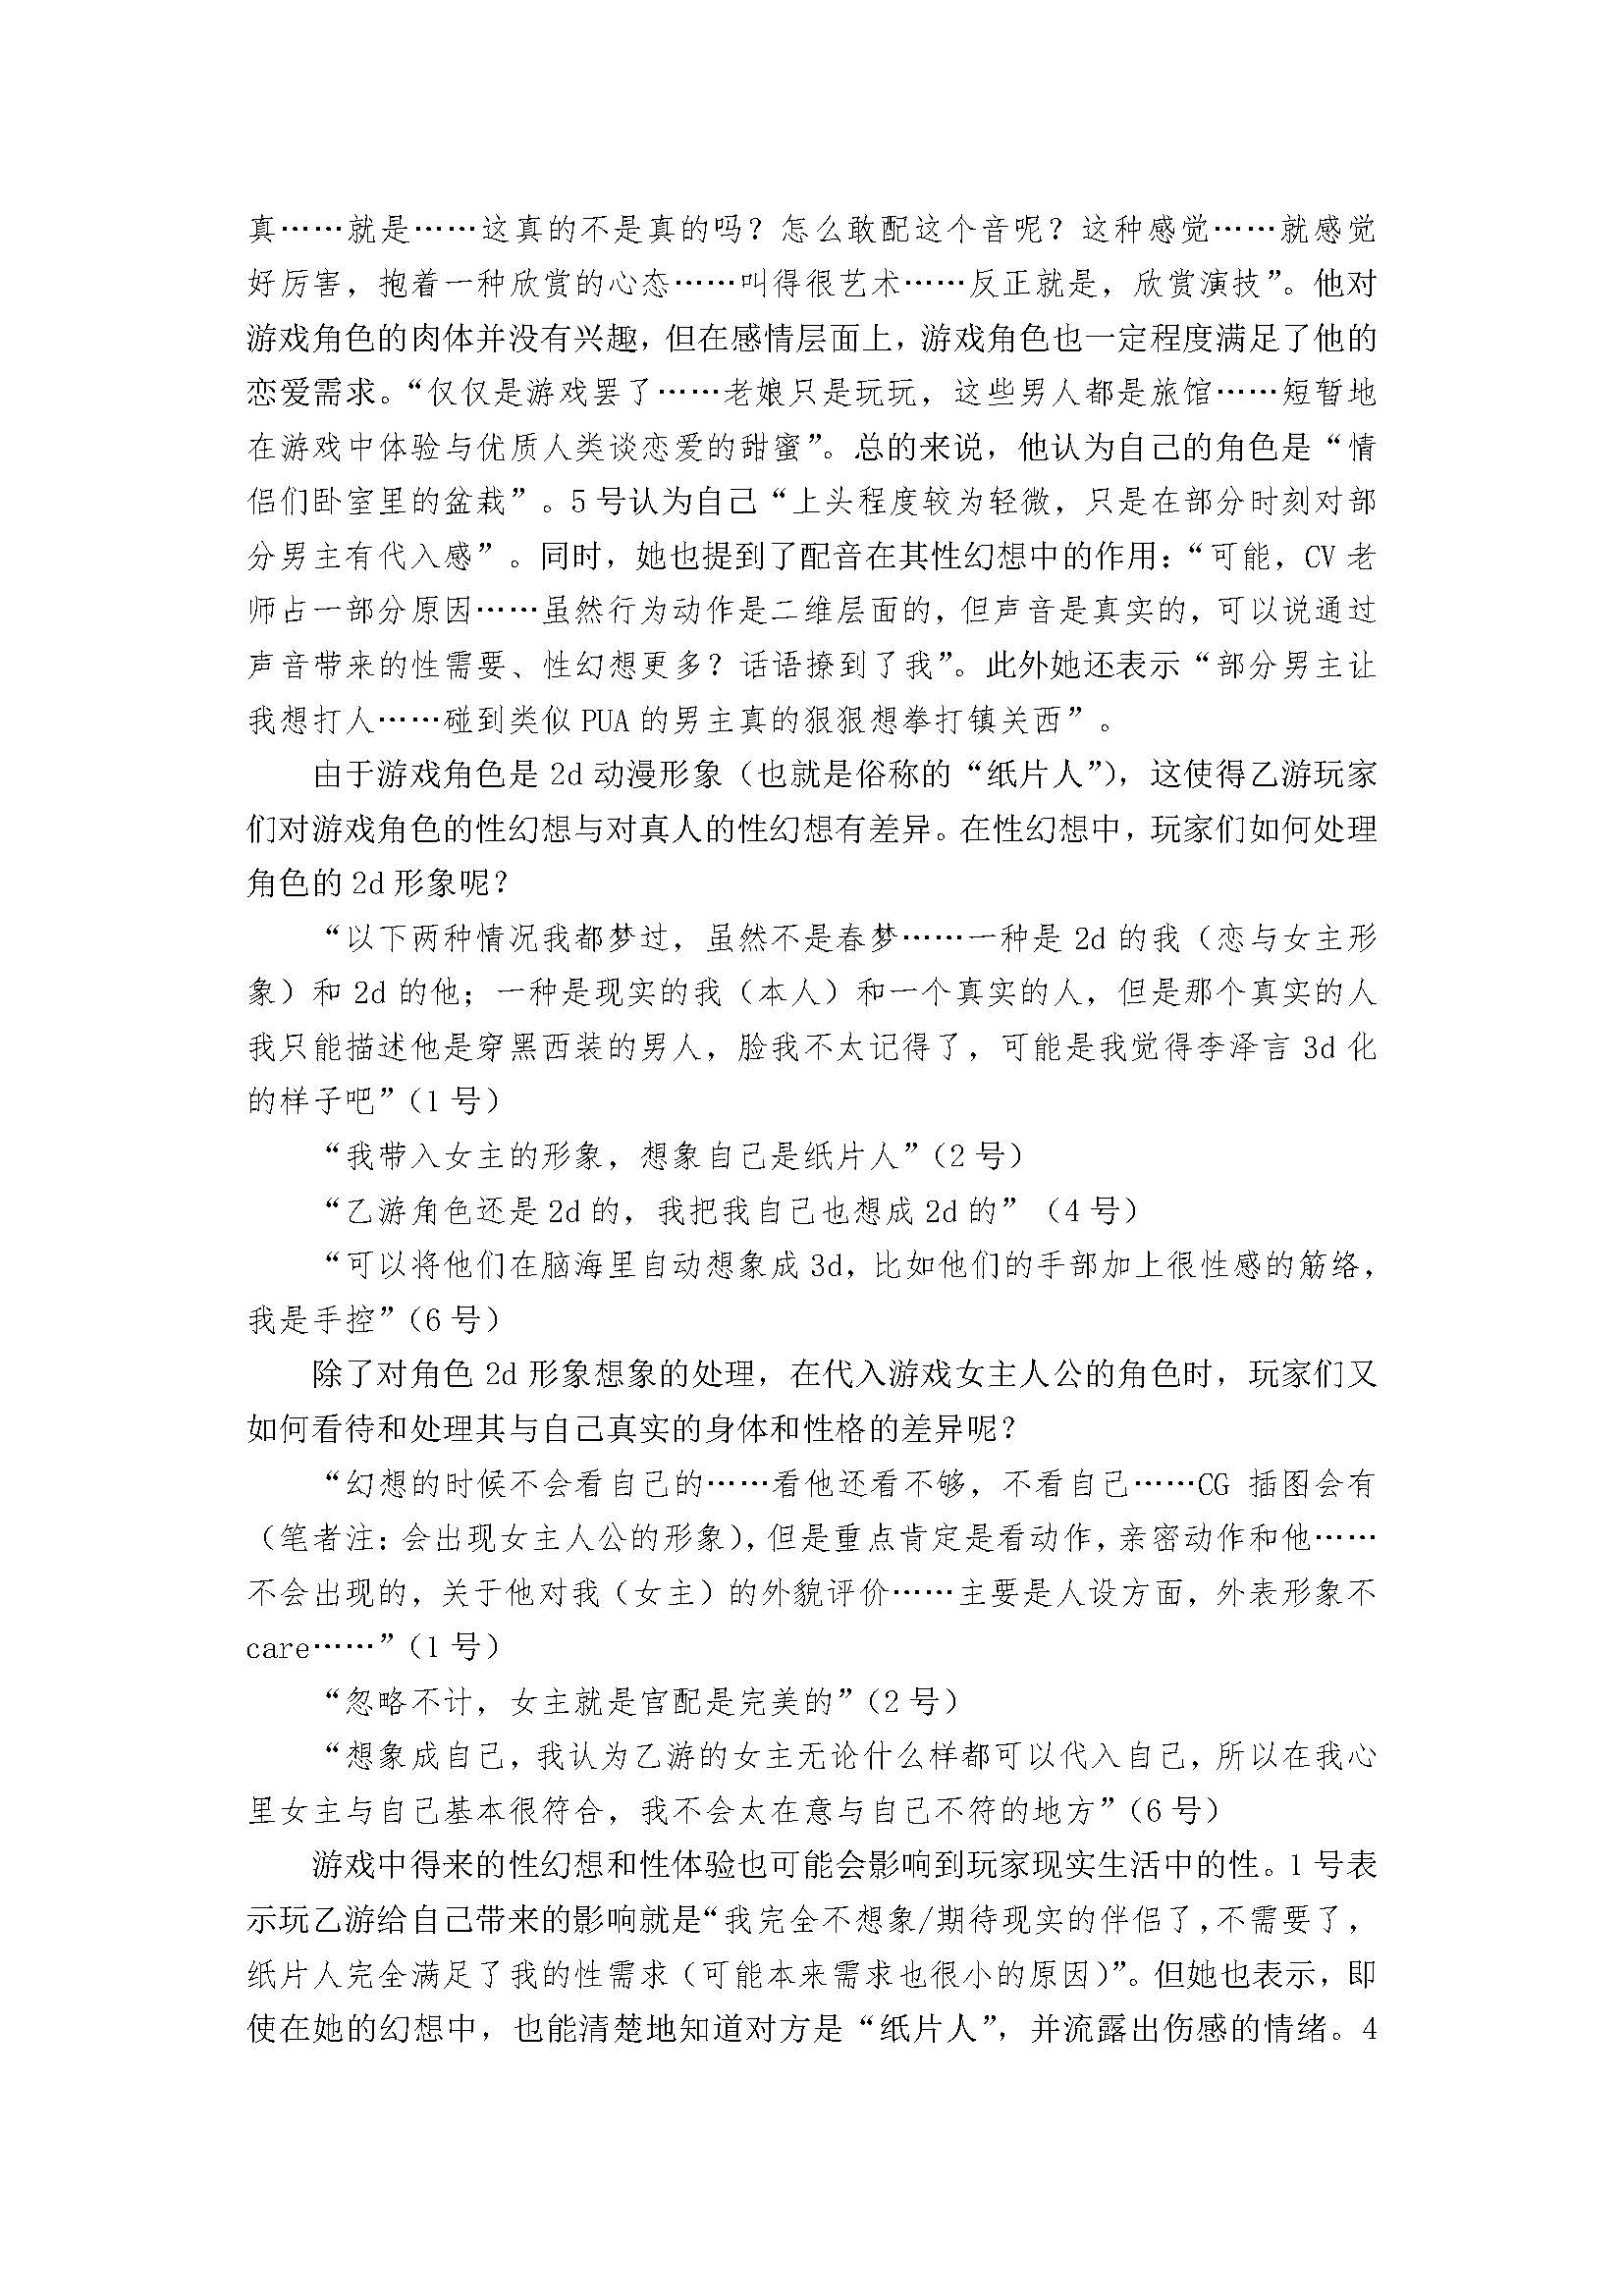 真……就是……这真的不是真的吗？怎么敢配这个音呢？这种感觉……就感觉
好厉害，抱着一种欣赏的心态……叫得很艺术……反正就是，欣赏演技”。他对
游戏角色的肉体并没有兴趣，但在感情层面上，游戏角色也一定程度满足了他的
恋爱需求。“仅仅是游戏罢了……老娘只是玩玩，这些男人都是旅馆……短暂地
在游戏中体验与优质人类谈恋爱的甜蜜”。总的来说，他认为自己的角色是“情
侣们卧室里的盆栽”。5 号认为自己“上头程度较为轻微，只是在部分时刻对部
分男主有代入感”。同时，她也提到了配音在其性幻想中的作用：“可能，CV 老
师占一部分原因……虽然行为动作是二维层面的，但声音是真实的，可以说通过
声音带来的性需要、性幻想更多？话语撩到了我”。此外她还表示“部分男主让
我想打人……碰到类似 PUA 的男主真的狠狠想拳打镇关西”。
由于游戏角色是 2d 动漫形象（也就是俗称的“纸片人”），这使得乙游玩家
们对游戏角色的性幻想与对真人的性幻想有差异。在性幻想中，玩家们如何处理
角色的 2d 形象呢？
“以下两种情况我都梦过，虽然不是春梦……一种是 2d 的我（恋与女主形
象）和 2d 的他；一种是现实的我（本人）和一个真实的人，但是那个真实的人
我只能描述他是穿黑西装的男人，脸我不太记得了，可能是我觉得李泽言 3d 化
的样子吧”（1 号）
“我带入女主的形象，想象自己是纸片人”（2 号）
“乙游角色还是 2d 的，我把我自己也想成 2d 的”（4 号）
“可以将他们在脑海里自动想象成 3d，比如他们的手部加上很性感的筋络，
我是手控”（6 号）
除了对角色 2d 形象想象的处理，在代入游戏女主人公的角色时，玩家们又
如何看待和处理其与自己真实的身体和性格的差异呢？
“幻想的时候不会看自己的……看他还看不够，不看自己……CG 插图会有
（笔者注：会出现女主人公的形象），但是重点肯定是看动作，亲密动作和他……
不会出现的，关于他对我（女主）的外貌评价……主要是人设方面，外表形象不
care……”（1 号）
“忽略不计，女主就是官配是完美的”（2 号）
“想象成自己，我认为乙游的女主无论什么样都可以代入自己，所以在我心
里女主与自己基本很符合，我不会太在意与自己不符的地方”（6 号）
游戏中得来的性幻想和性体验也可能会影响到玩家现实生活中的性。1 号表
示玩乙游给自己带来的影响就是“我完全不想象/期待现实的伴侣了，不需要了，
纸片人完全满足了我的性需求（可能本来需求也很小的原因）”。但她也表示，即
使在她的幻想中，也能清楚地知道对方是“纸片人”，并流露出伤感的情绪。4